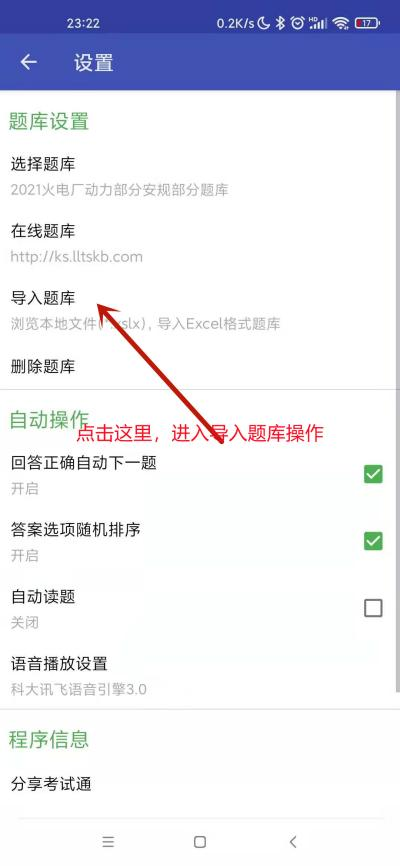 23:22
0.2K/s
HD
17
设置
题库设置
选择题库
2021火电厂动力部分安规部分题库
在线题库
http://ks.lltskb.com
导入题库
浏览本地文件(*.xslx)，导入Excel格式题库
删除题库
自动操作
点击这里，进入导入题库操作
回答正确自动下一题
开启
答案选项随机排序
开启
自动读题
关闭
语音播放设置
科大讯飞语音引擎3.0
程序信息
分享考试通